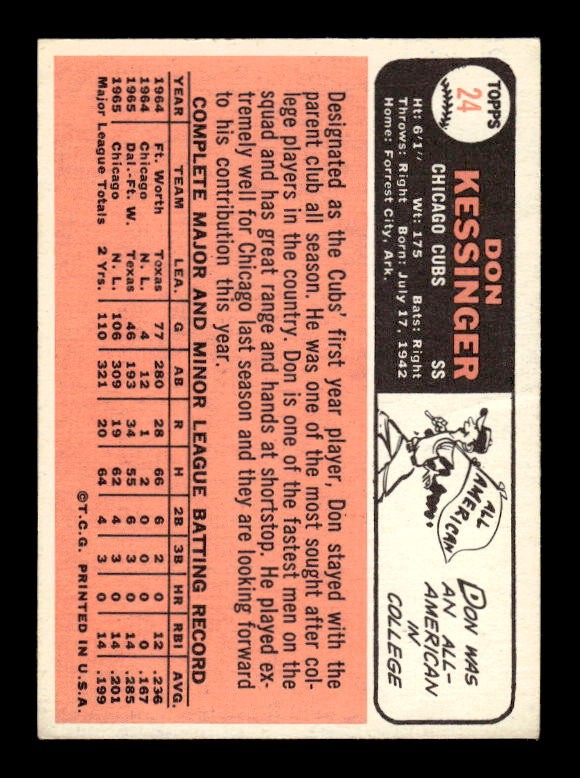 TOPPS
24
DON
KESSINGER
CHICAGO CUBS SS
Ht: 6'1" Wt: 175 Bats: Right
Throws: Right Born: July 17, 1942
Home: Forrest City, Ark.
ALL
AMERICAN
DON WAS
AN ALL-
AMERICAN
IN
COLLEGE
Designated as the Cubs' first year player, Don stayed with the
parent club all season. He was one of the most sought after col-
lege players in the country. Don is one of the fastest men on the
squad and has great range and hands at shortstop. He played ex-
tremely well for Chicago last season and they are looking forward
to his contribution this year.
COMPLETE MAJOR AND MINOR LEAGUE BATTING RECORD
YEAR TEAM LEA. G AB R H 2B 3B HR RBI AVG.
1964 Ft. Worth Texas 77 280 28 66 6 2 0 12 .236
1964 Chicago N. L. 4 12 1 2 0 0 0 0 .167
1965 Dal.-Ft. W. Texas 46 193 34 55 6 3 0 14 .285
1965 Chicago N. L. 106 309 19 62 4 3 0 14 .201
Major League Totals 2 Yrs. 110 321 20 64 4 3 0 14 .199
©T.C.G. PRINTED IN U.S.A.